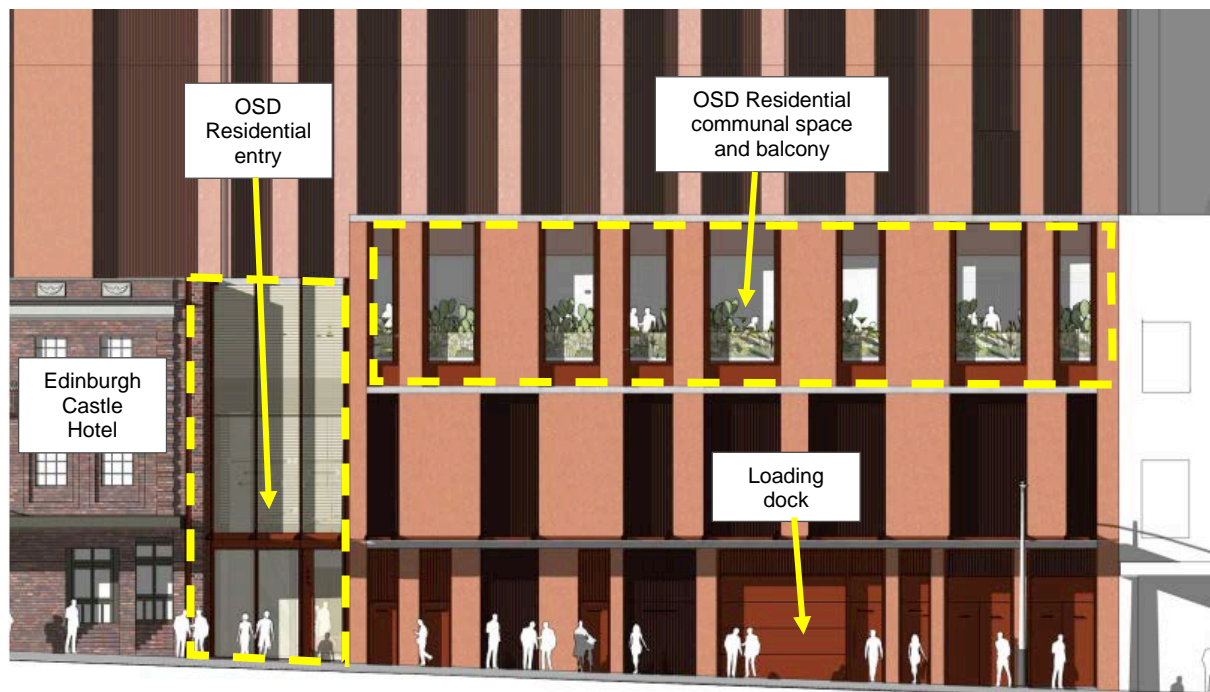 OSD
Residential
entry
OSD Residential
communal space
and balcony
Edinburgh
Castle
Hotel
Loading
dock